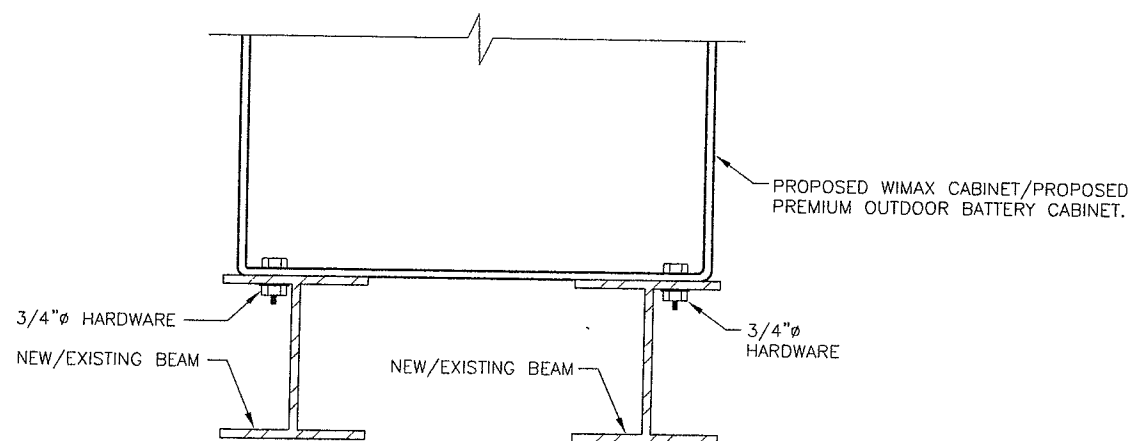 PROPOSED WIMAX CABINET/PROPOSED
PREMIUM OUTDOOR BATTERY CABINET.
3/4"ø HARDWARE
NEW/EXISTING BEAM
NEW/EXISTING BEAM
3/4"ø
HARDWARE